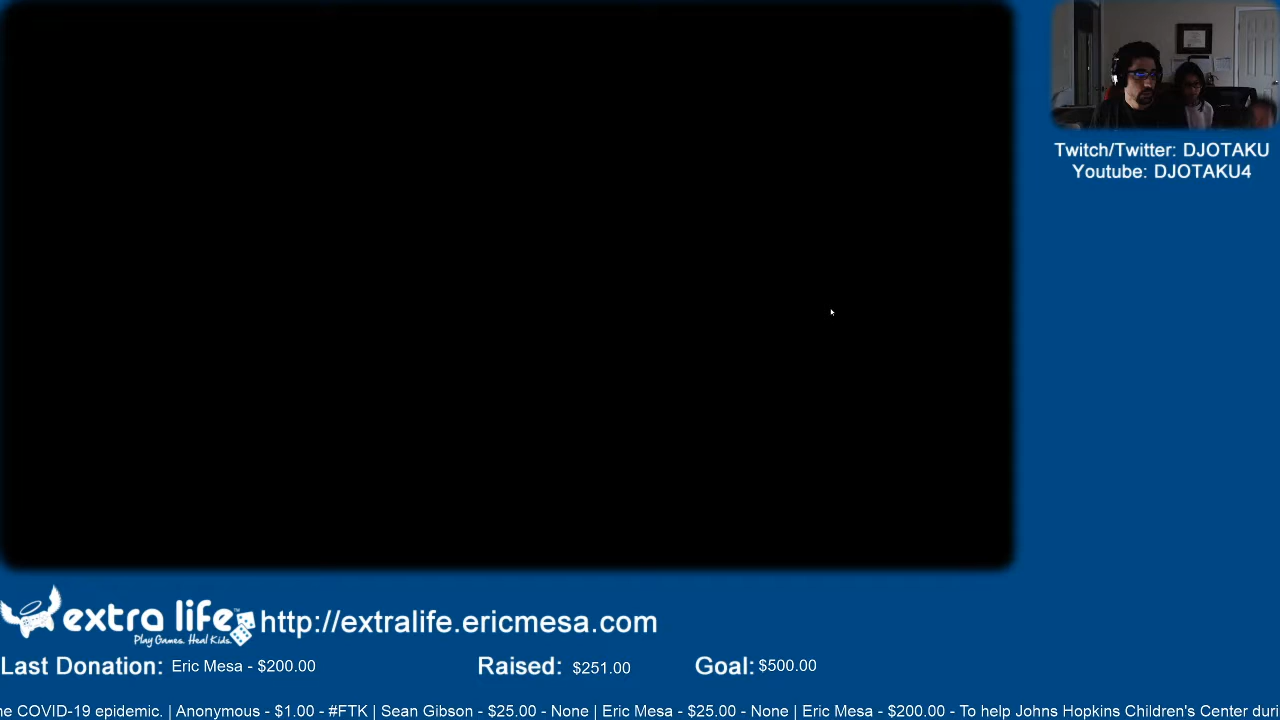 Twitch/Twitter: DJOTAKU
Youtube: DJOTAKU4
extra life™
Play Games. Heal Kids.
http://extralife.ericmesa.com
Last Donation: Eric Mesa - $200.00
Raised: $251.00
Goal: $500.00
he COVID-19 epidemic. | Anonymous - $1.00 - #FTK | Sean Gibson - $25.00 - None | Eric Mesa - $25.00 - None | Eric Mesa - $200.00 - To help Johns Hopkins Children's Center duri